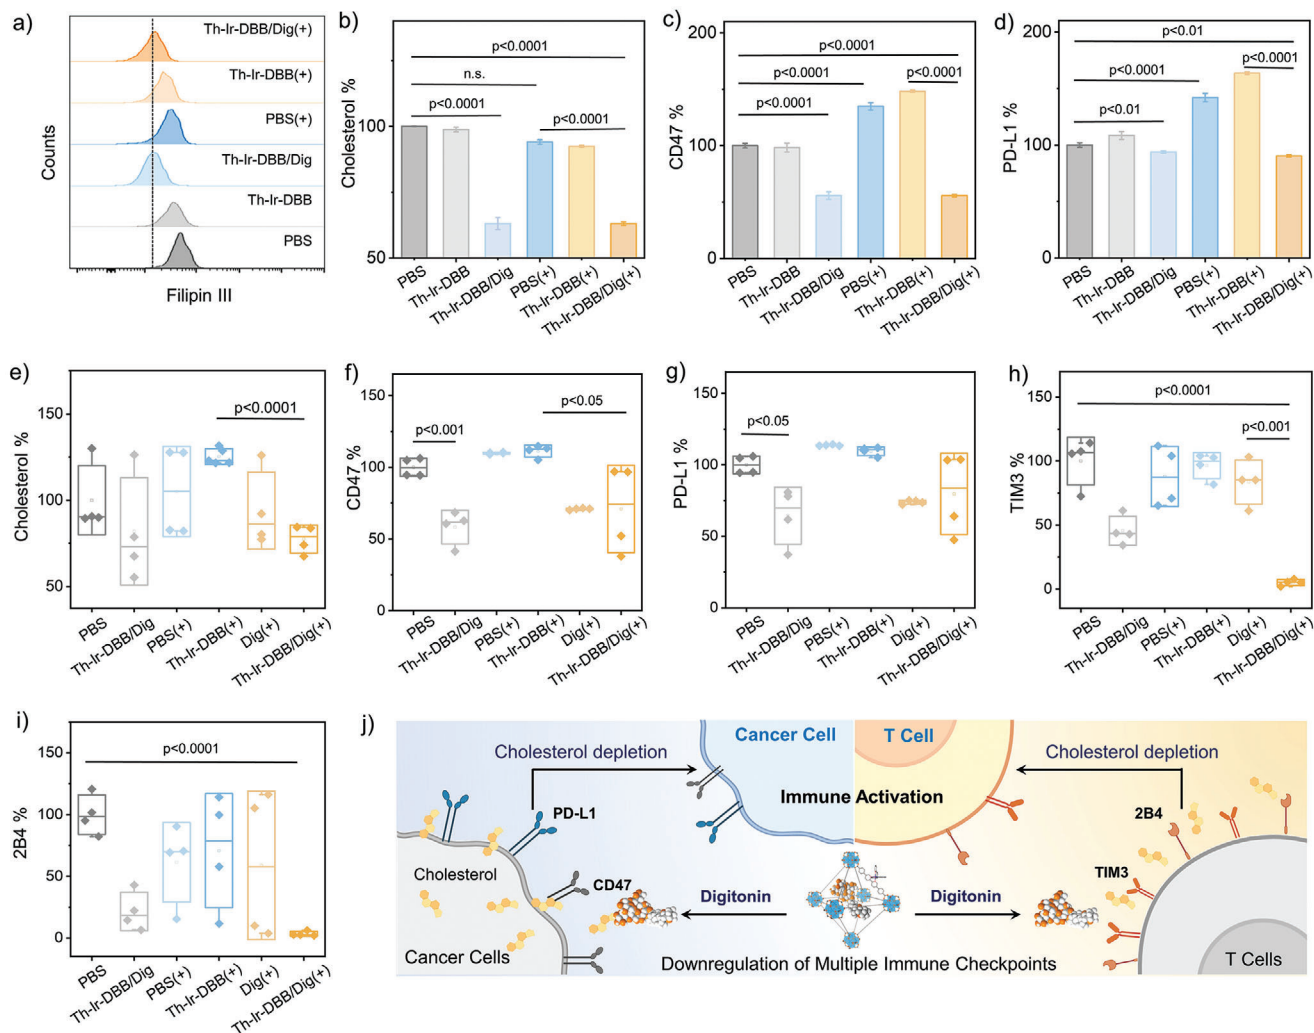 a)
Counts
Th-Ir-DBB/Dig(+)
Th-Ir-DBB(+)
PBS(+)
Th-Ir-DBB/Dig
Th-Ir-DBB
PBS
Filipin III
b)
Cholesterol %
100
50
p<0.0001
n.s.
p<0.0001
p<0.0001
PBS
Th-Ir-DBB
Th-Ir-DBB/Dig
PBS(+)
Th-Ir-DBB(+)
Th-Ir-DBB/Dig(+)
c)
CD47 %
200
100
0
p<0.0001
p<0.0001
p<0.0001
p<0.0001
PBS
Th-Ir-DBB
Th-Ir-DBB/Dig
PBS(+)
Th-Ir-DBB(+)
Th-Ir-DBB/Dig(+)
d)
PD-L1 %
200
100
0
p<0.01
p<0.0001
p<0.0001
p<0.01
PBS
Th-Ir-DBB
Th-Ir-DBB/Dig
PBS(+)
Th-Ir-DBB(+)
Th-Ir-DBB/Dig(+)
e)
Cholesterol %
150
100
50
p<0.0001
PBS
Th-Ir-DBB/Dig
PBS(+)
Th-Ir-DBB(+)
Dig(+)
Th-Ir-DBB/Dig(+)
f)
CD47 %
150
100
50
0
p<0.001
p<0.05
PBS
Th-Ir-DBB/Dig
PBS(+)
Th-Ir-DBB(+)
Dig(+)
Th-Ir-DBB/Dig(+)
g)
PD-L1 %
150
100
50
0
p<0.05
PBS
Th-Ir-DBB/Dig
PBS(+)
Th-Ir-DBB(+)
Dig(+)
Th-Ir-DBB/Dig(+)
h)
TIM3 %
150
100
50
0
p<0.0001
p<0.001
PBS
Th-Ir-DBB/Dig
PBS(+)
Th-Ir-DBB(+)
Dig(+)
Th-Ir-DBB/Dig(+)
i)
2B4 %
150
100
50
0
p<0.0001
PBS
Th-Ir-DBB/Dig
PBS(+)
Th-Ir-DBB(+)
Dig(+)
Th-Ir-DBB/Dig(+)
j)
Cholesterol depletion
Cancer Cell
T Cell
Cholesterol depletion
Immune Activation
PD-L1
2B4
Cholesterol
CD47
TIM3
Digitonin
Digitonin
Cancer Cells
Downregulation of Multiple Immune Checkpoints
T Cells